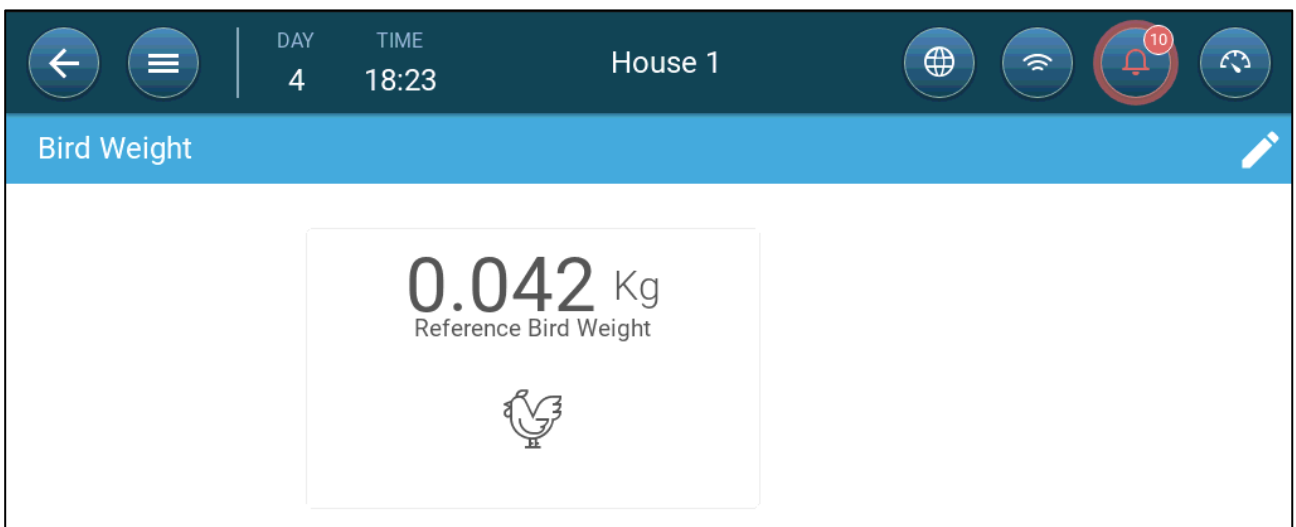 DAY TIME
4 18:23
House 1
10
Bird Weight
0.042 Kg
Reference Bird Weight